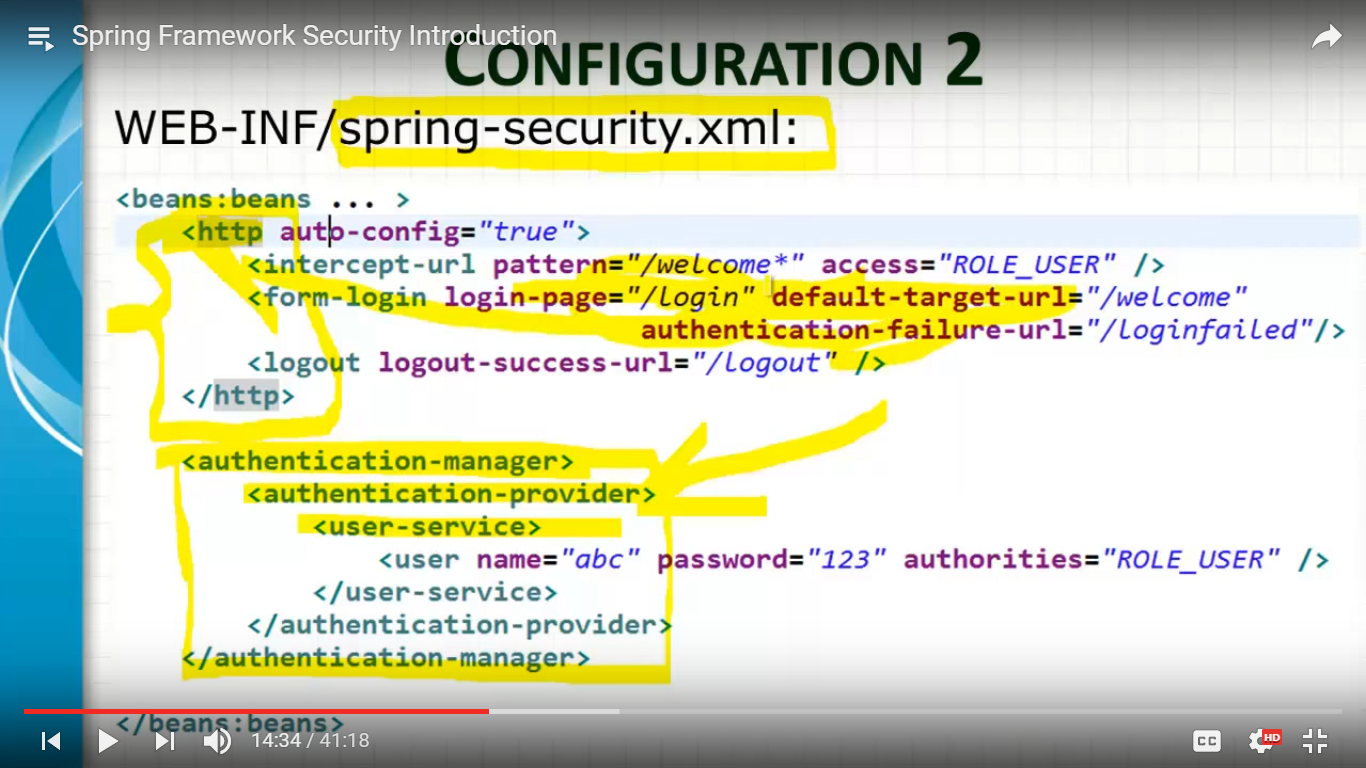 Spring Framework Security Introduction
CONFIGURATION 2
WEB-INF/spring-security.xml:
<beans:beans ... >
<http auto-config="true">
<intercept-url pattern="/welcome*" access="ROLE_USER" />
<form-login login-page="/login" default-target-url="/welcome"
authentication-failure-url="/loginfailed"/>
<logout logout-success-url="/logout" />
</http>
<authentication-manager>
<authentication-provider>
<user-service>
<user name="abc" password="123" authorities="ROLE_USER" />
</user-service>
</authentication-provider>
</authentication-manager>
</beans:beans>
14:34 / 41:18
CC
HD